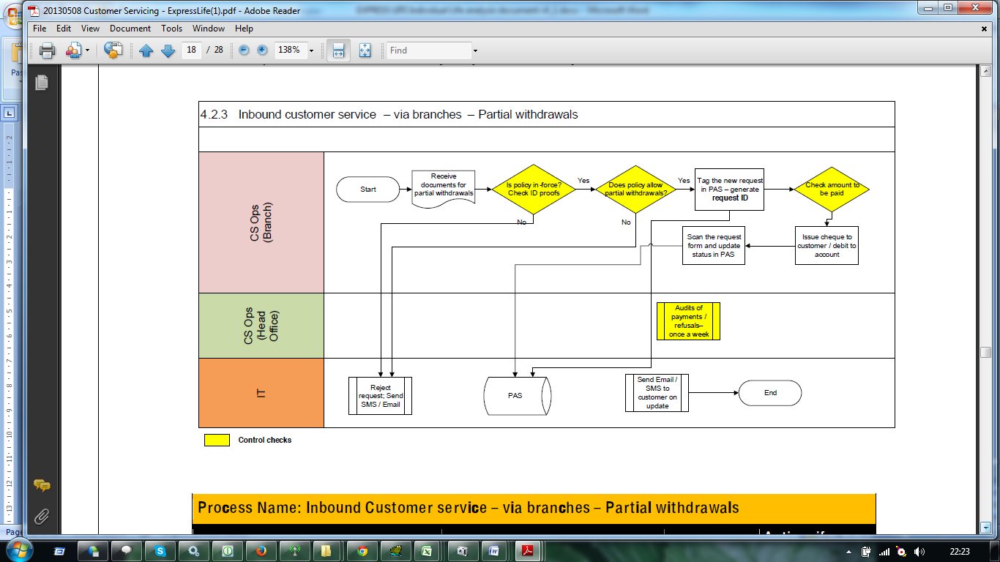 20130508 Customer Servicing - ExpressLife(1).pdf - Adobe Reader
File Edit View Document Tools Window Help
Pas
18 / 28 138% Find
4.2.3 Inbound customer service – via branches – Partial withdrawals
CS Ops
(Branch)
Start
Receive
documents for
partial withdrawals
Is policy in-force?
Check ID proofs
Yes
No
Does policy allow
partial withdrawals?
Yes
No
Tag the new request
in PAS – generate
request ID
Check amount to
be paid
Issue cheque to
customer / debit to
account
Scan the request
form and update
status in PAS
CS Ops
(Head
Office)
Audits of
payments /
refusals–
once a week
IT
Reject
request; Send
SMS / Email
PAS
Send Email /
SMS to
customer on
update
End
Control checks
Process Name: Inbound Customer service – via branches – Partial withdrawals
Page
22:23